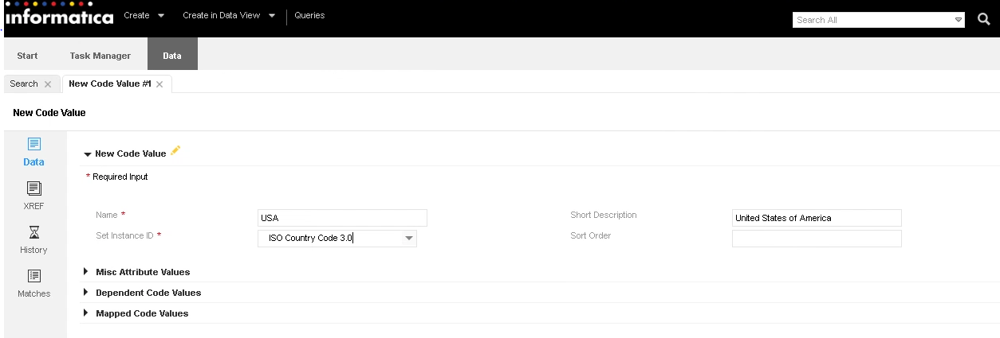 informatica Create Create in Data View Queries Search All
Start Task Manager Data
Search New Code Value #1
New Code Value
Data
XREF
History
Matches
New Code Value
* Required Input
Name * USA Short Description United States of America
Set Instance ID * ISO Country Code 3.0 Sort Order
Misc Attribute Values
Dependent Code Values
Mapped Code Values